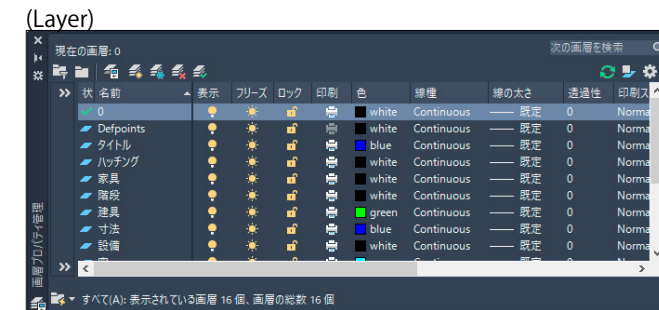 (Layer)
現在の画層: 0
次の画層を検索
状 名前 表示 フリーズ ロック 印刷 色 線種 線の太さ 透過性 印刷ス
0 white Continuous 既定 0 Norma
Defpoints white Continuous 既定 0 Norma
タイトル blue Continuous 既定 0 Norma
ハッチング white Continuous 既定 0 Norma
家具 white Continuous 既定 0 Norma
階段 white Continuous 既定 0 Norma
建具 green Continuous 既定 0 Norma
寸法 blue Continuous 既定 0 Norma
設備 white Continuous 既定 0 Norma
すべて(A): 表示されている画層 16 個、画層の総数 16 個
画層プロパティ管理